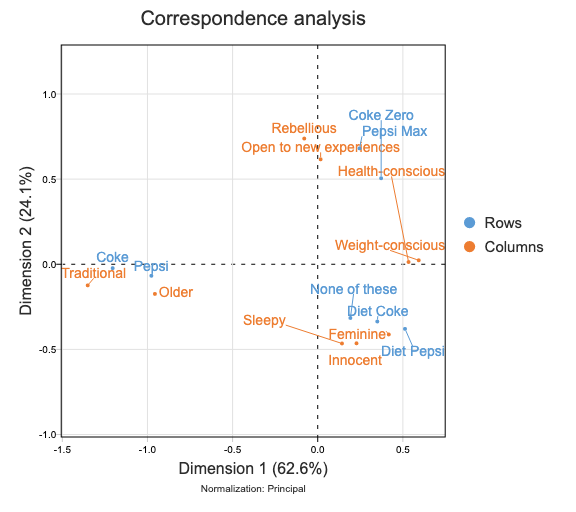 Correspondence analysis
Dimension 2 (24.1%)
1.0
0.5
0.0
-0.5
-1.0
Coke Zero
Rebellious
Pepsi Max
Open to new experiences
Health-conscious
Weight-conscious
Coke
Pepsi
Traditional
Older
None of these
Diet Coke
Sleepy
Feminine
Diet Pepsi
Innocent
Rows
Columns
-1.5
-1.0
-0.5
0.0
0.5
Dimension 1 (62.6%)
Normalization: Principal